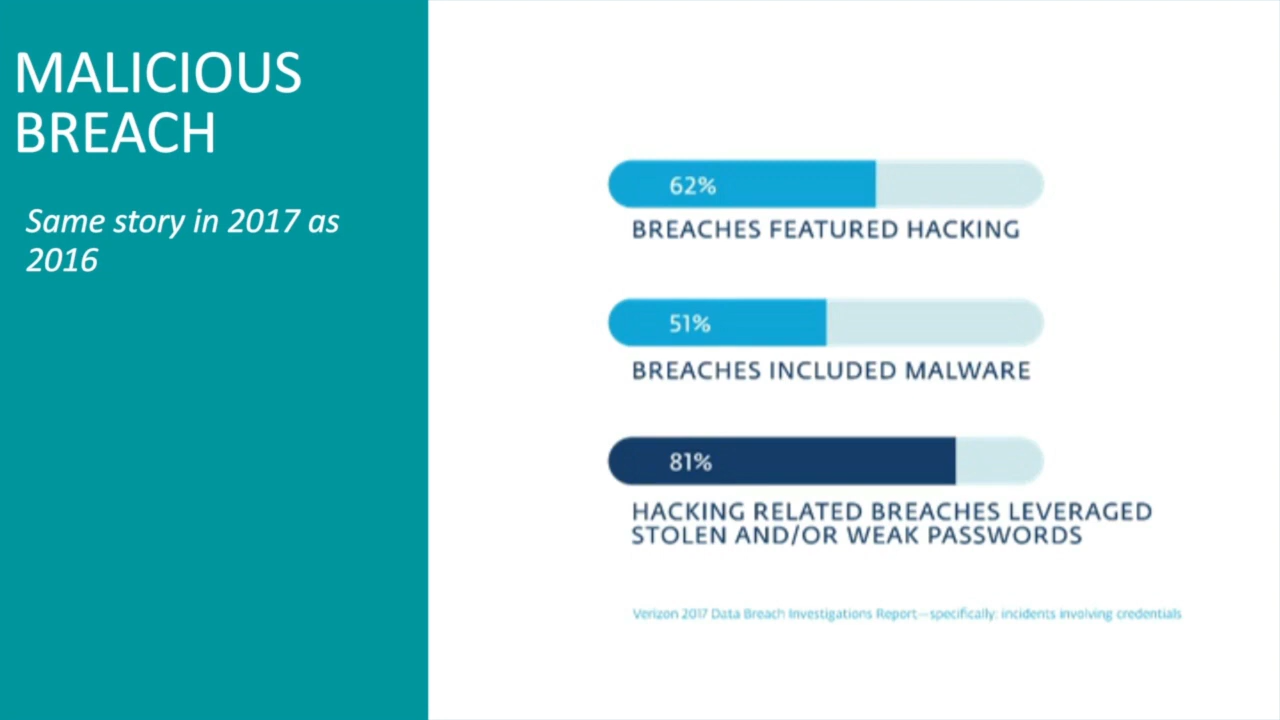 MALICIOUS
BREACH
Same story in 2017 as
2016
62%
BREACHES FEATURED HACKING
51%
BREACHES INCLUDED MALWARE
81%
HACKING RELATED BREACHES LEVERAGED
STOLEN AND/OR WEAK PASSWORDS
Verizon 2017 Data Breach Investigations Report—specifically: incidents involving credentials